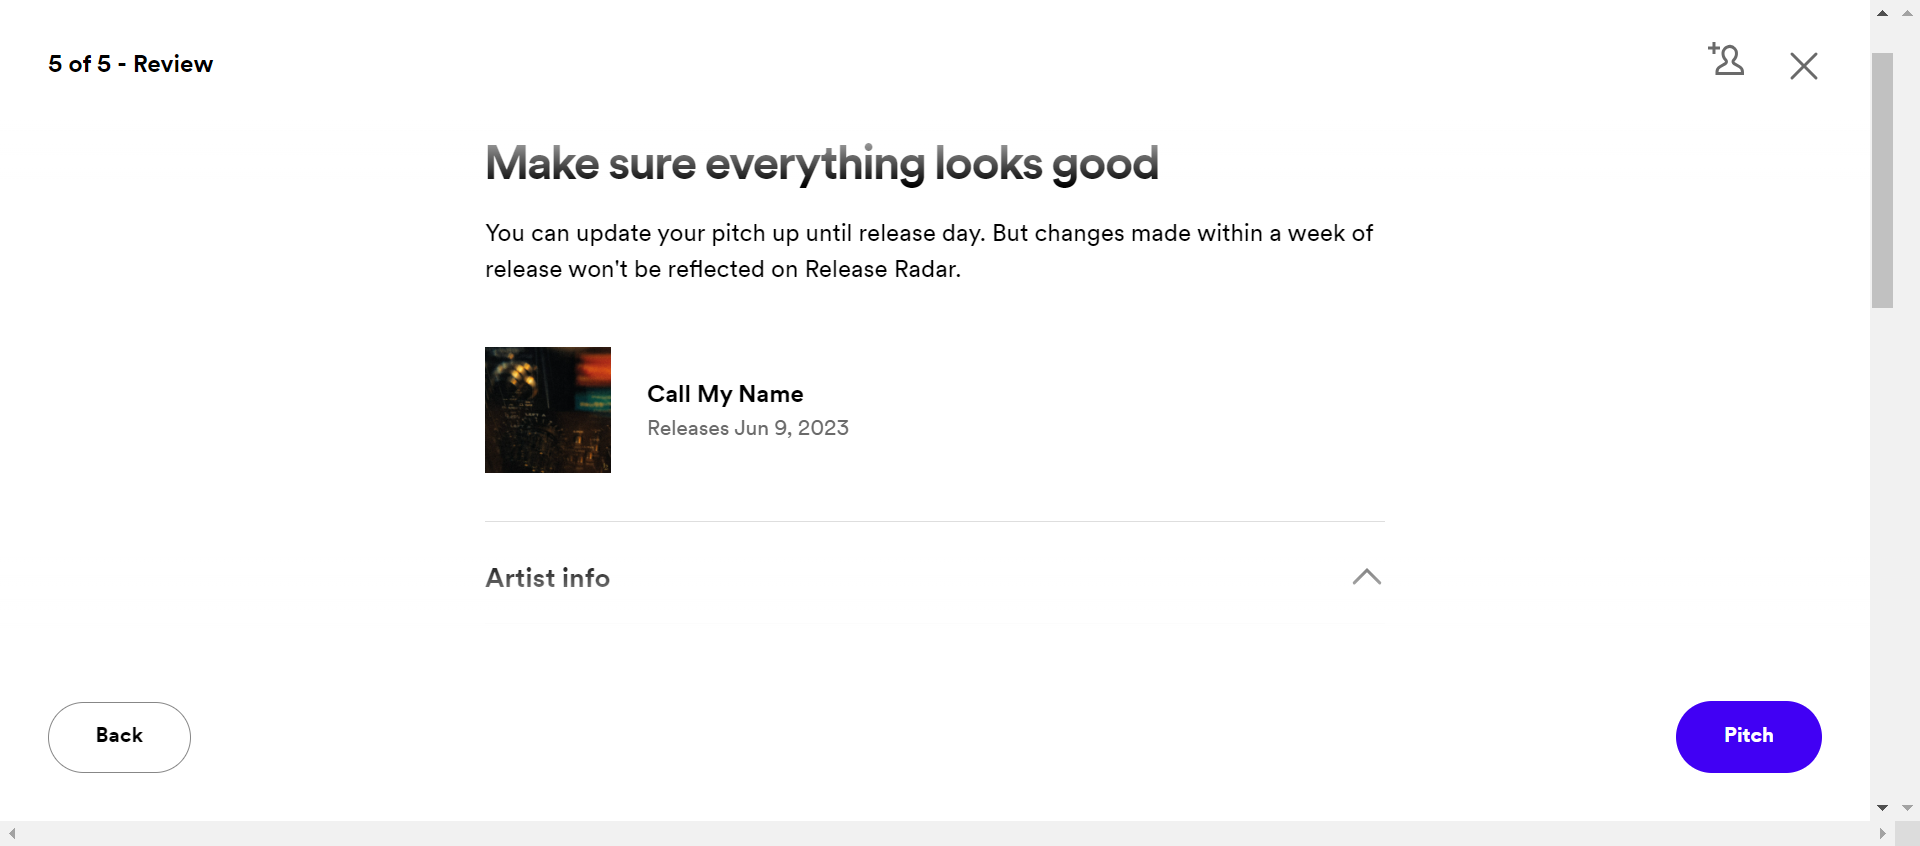 5 of 5 - Review
Make sure everything looks good
You can update your pitch up until release day. But changes made within a week of
release won't be reflected on Release Radar.
Call My Name
Releases Jun 9, 2023
Artist info
Back
Pitch